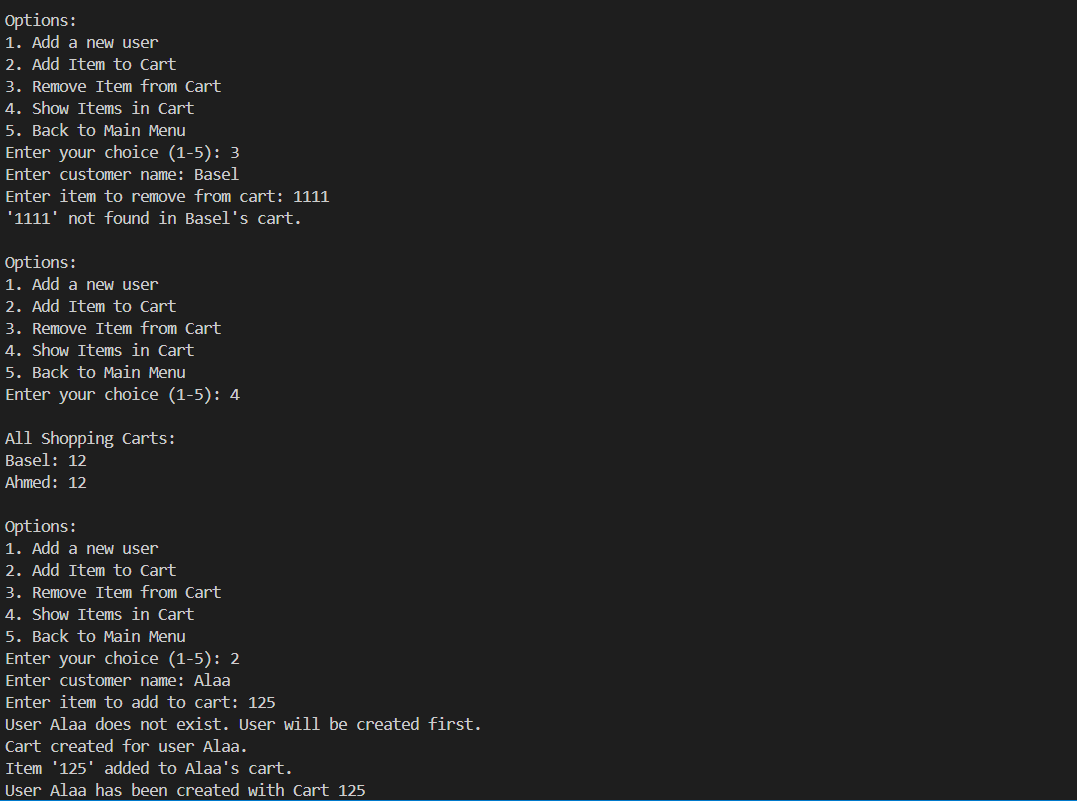 Options:
1. Add a new user
2. Add Item to Cart
3. Remove Item from Cart
4. Show Items in Cart
5. Back to Main Menu
Enter your choice (1-5): 3
Enter customer name: Basel
Enter item to remove from cart: 1111
'1111' not found in Basel's cart.
Options:
1. Add a new user
2. Add Item to Cart
3. Remove Item from Cart
4. Show Items in Cart
5. Back to Main Menu
Enter your choice (1-5): 4
All Shopping Carts:
Basel: 12
Ahmed: 12
Options:
1. Add a new user
2. Add Item to Cart
3. Remove Item from Cart
4. Show Items in Cart
5. Back to Main Menu
Enter your choice (1-5): 2
Enter customer name: Alaa
Enter item to add to cart: 125
User Alaa does not exist. User will be created first.
Cart created for user Alaa.
Item '125' added to Alaa's cart.
User Alaa has been created with Cart 125